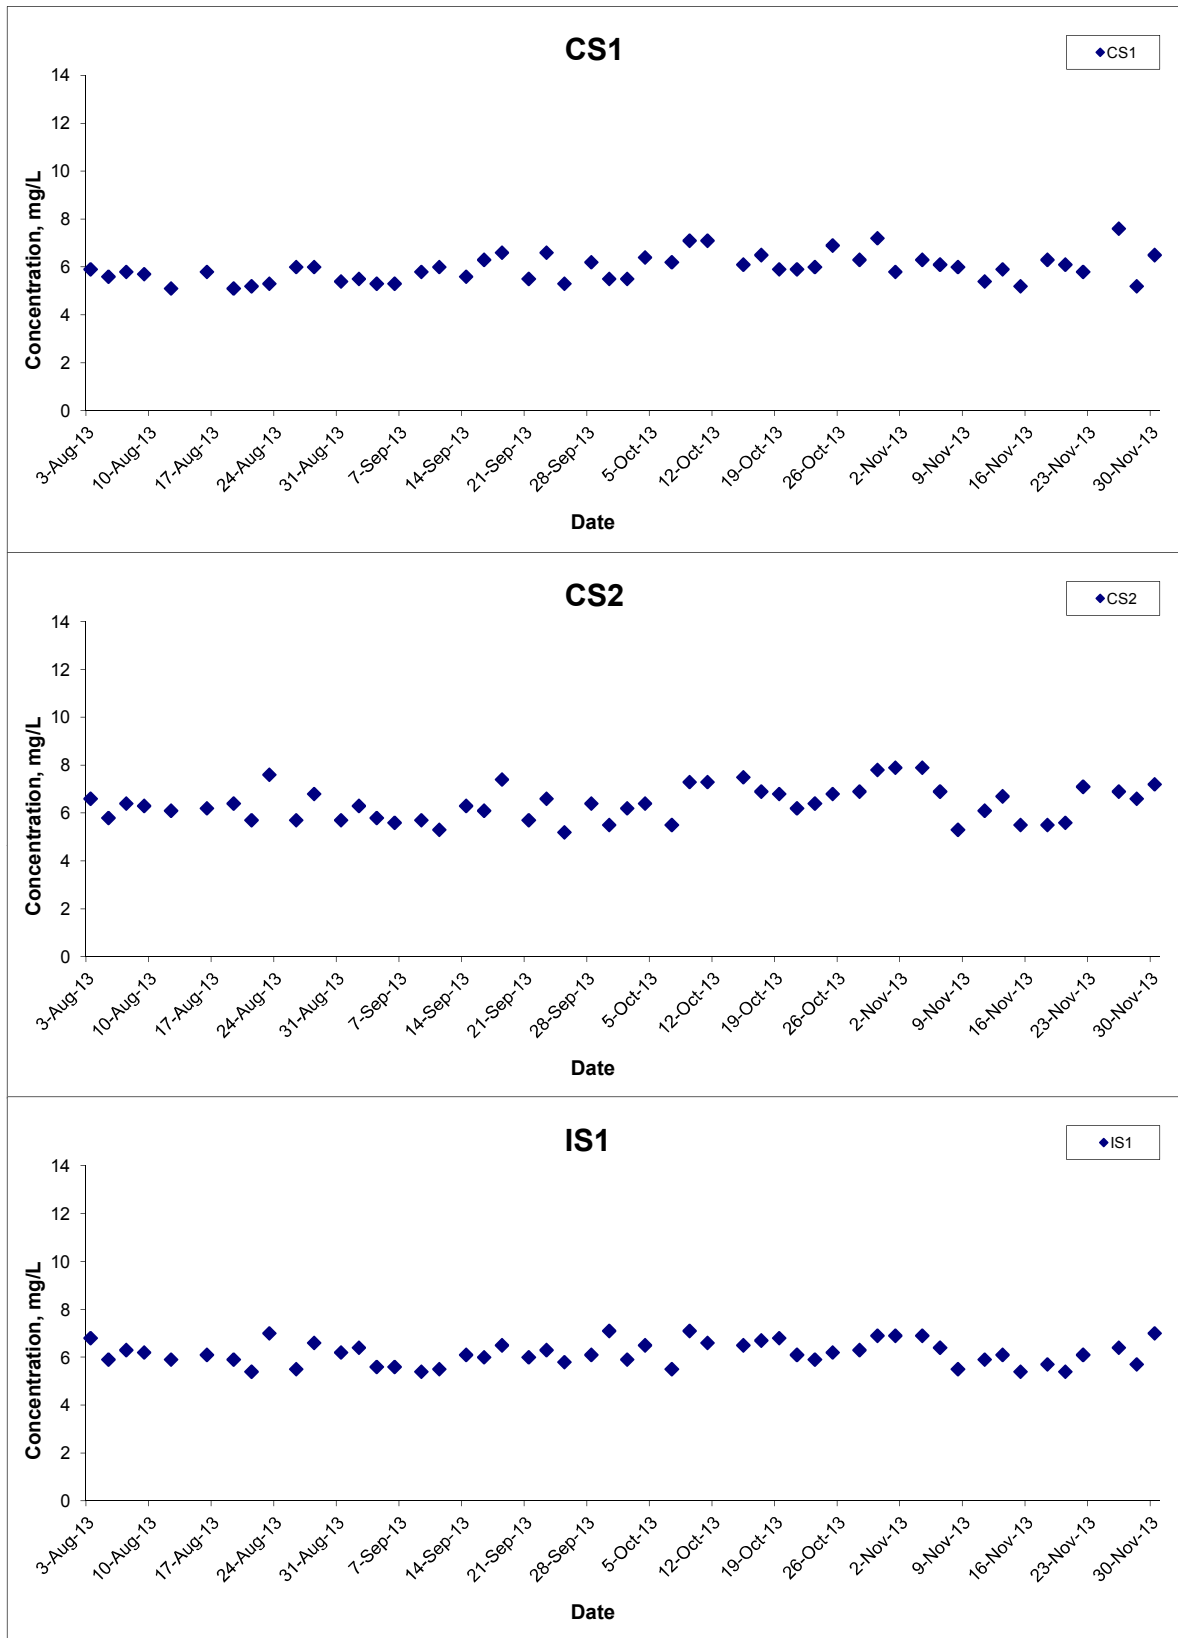 CS1
CS1
14
12
10
8
6
4
2
0
Concentration, mg/L
3-Aug-13
10-Aug-13
17-Aug-13
24-Aug-13
31-Aug-13
7-Sep-13
14-Sep-13
21-Sep-13
28-Sep-13
5-Oct-13
12-Oct-13
19-Oct-13
26-Oct-13
2-Nov-13
9-Nov-13
16-Nov-13
23-Nov-13
30-Nov-13
Date
CS2
CS2
14
12
10
8
6
4
2
0
Concentration, mg/L
3-Aug-13
10-Aug-13
17-Aug-13
24-Aug-13
31-Aug-13
7-Sep-13
14-Sep-13
21-Sep-13
28-Sep-13
5-Oct-13
12-Oct-13
19-Oct-13
26-Oct-13
2-Nov-13
9-Nov-13
16-Nov-13
23-Nov-13
30-Nov-13
Date
IS1
IS1
14
12
10
8
6
4
2
0
Concentration, mg/L
3-Aug-13
10-Aug-13
17-Aug-13
24-Aug-13
31-Aug-13
7-Sep-13
14-Sep-13
21-Sep-13
28-Sep-13
5-Oct-13
12-Oct-13
19-Oct-13
26-Oct-13
2-Nov-13
9-Nov-13
16-Nov-13
23-Nov-13
30-Nov-13
Date